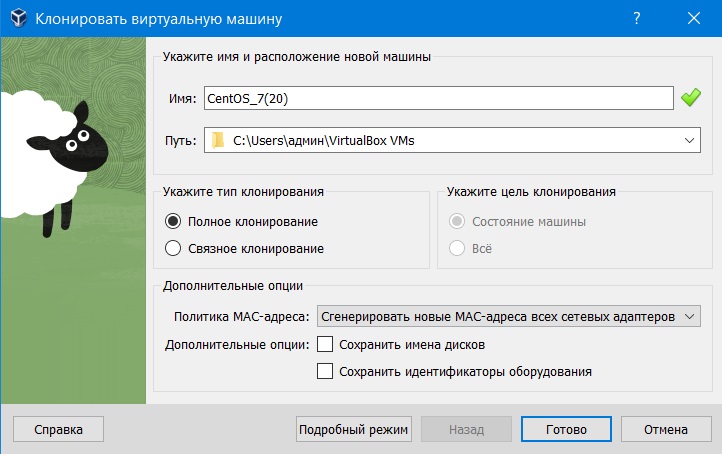 Клонировать виртуальную машину
Укажите имя и расположение новой машины
Имя: CentOS_7(20)
Путь: C:\Users\админ\VirtualBox VMs
Укажите тип клонирования Укажите цель клонирования
Полное клонирование Состояние машины
Связное клонирование Всё
Дополнительные опции
Политика MAC-адреса: Сгенерировать новые MAC-адреса всех сетевых адаптеров
Дополнительные опции: Сохранить имена дисков
Сохранить идентификаторы оборудования
Справка Подробный режим Назад Готово Отмена